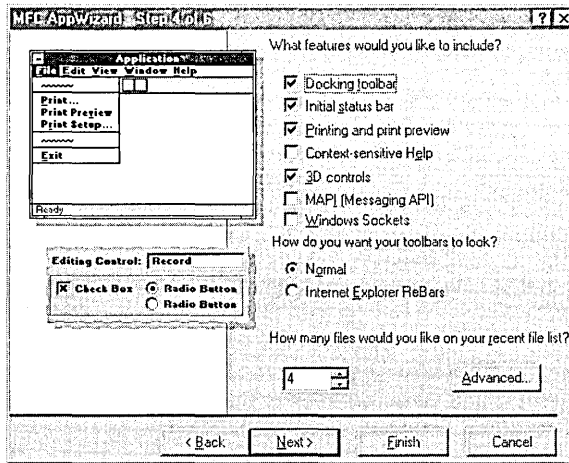 MFC AppWizard - Step 4 of 6
Application
File Edit View Window Help
Print...
Print Preview
Print Setup...
Exit
Ready
Editing Control: Record
Check Box
Radio Button
Radio Button
What features would you like to include?
Docking toolbar
Initial status bar
Printing and print preview
Context-sensitive Help
3D controls
MAPI (Messaging API)
Windows Sockets
How do you want your toolbars to look?
Normal
Internet Explorer ReBars
How many files would you like on your recent file list?
4
Advanced...
< Back
Next >
Finish
Cancel